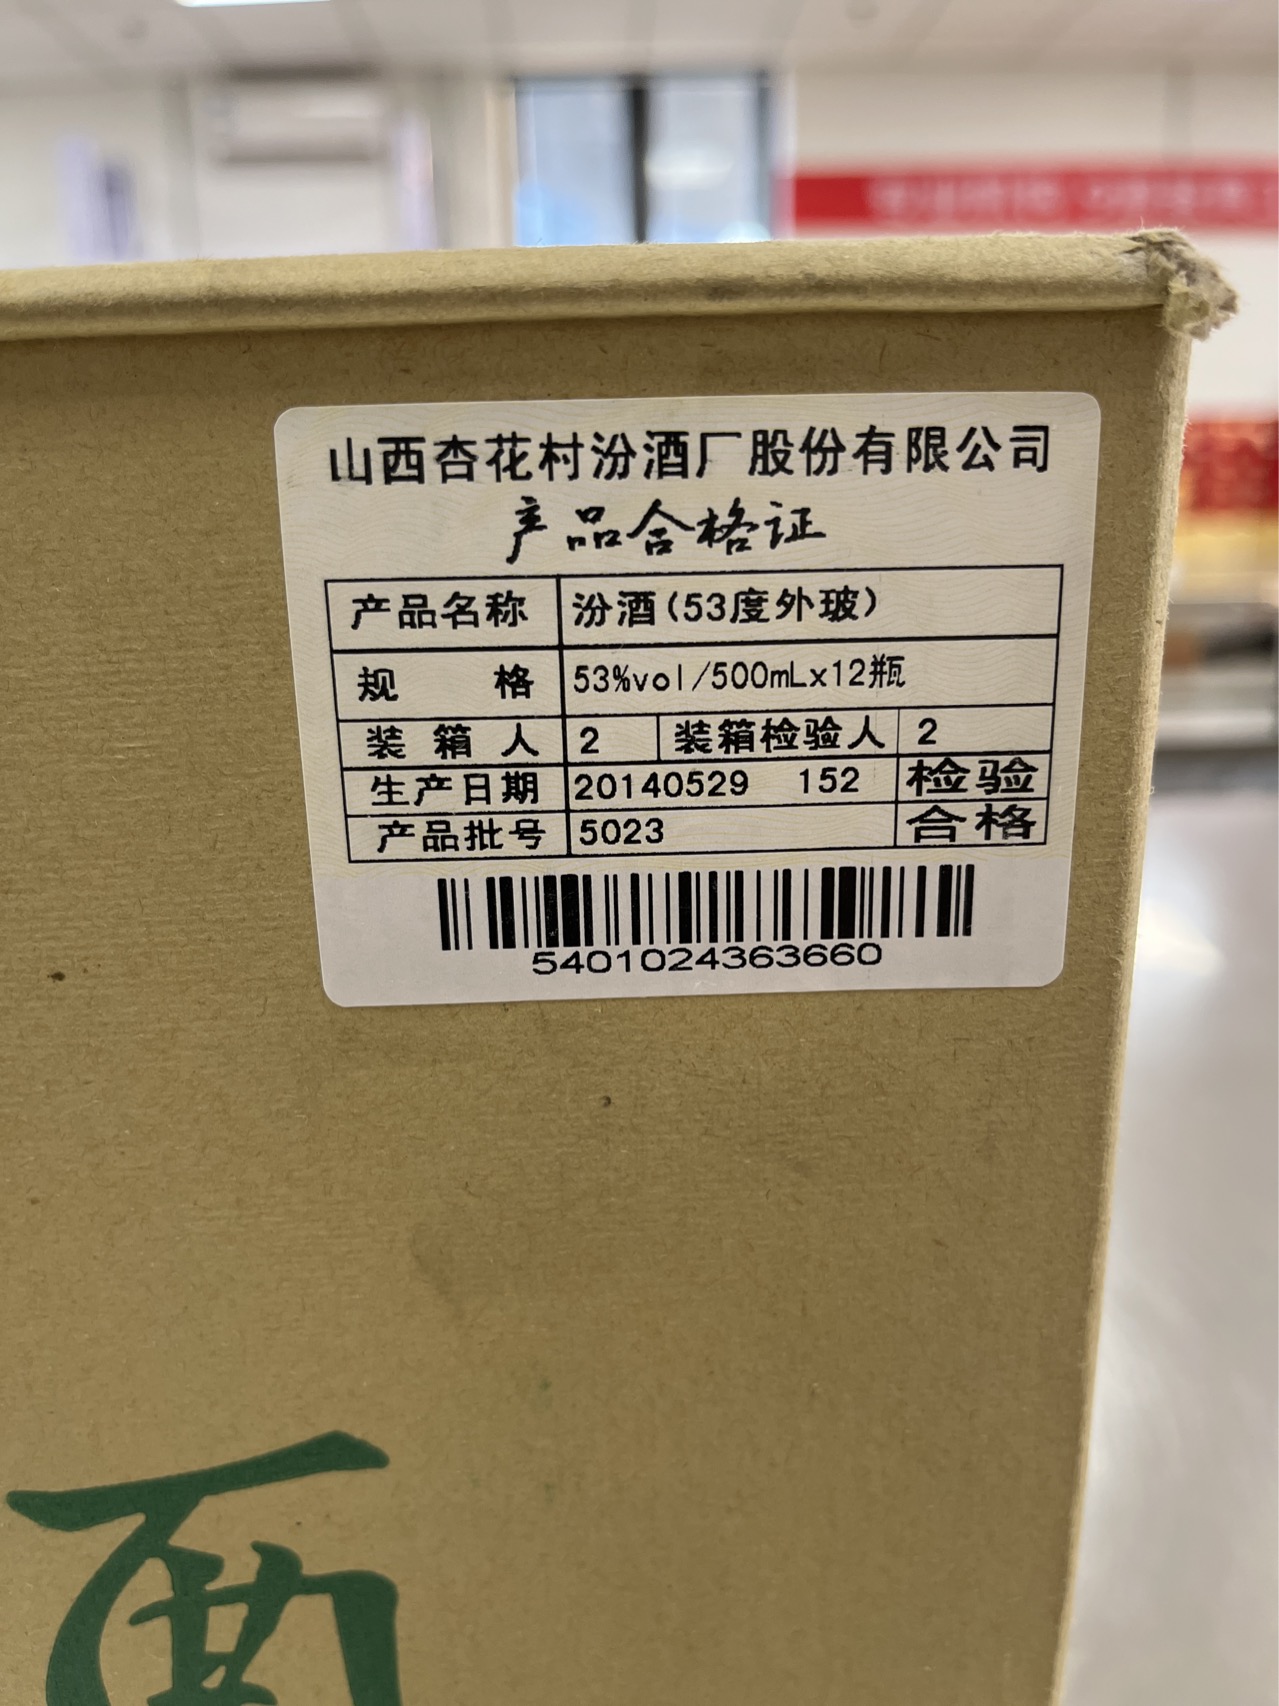 山西杏花村汾酒厂股份有限公司
产品合格证
产品名称 汾酒(53度外玻)
规格 53%vol/500mLx12瓶
装箱人 2 装箱检验人 2
生产日期 20140529 152 检验
产品批号 5023 合格
5401024363660